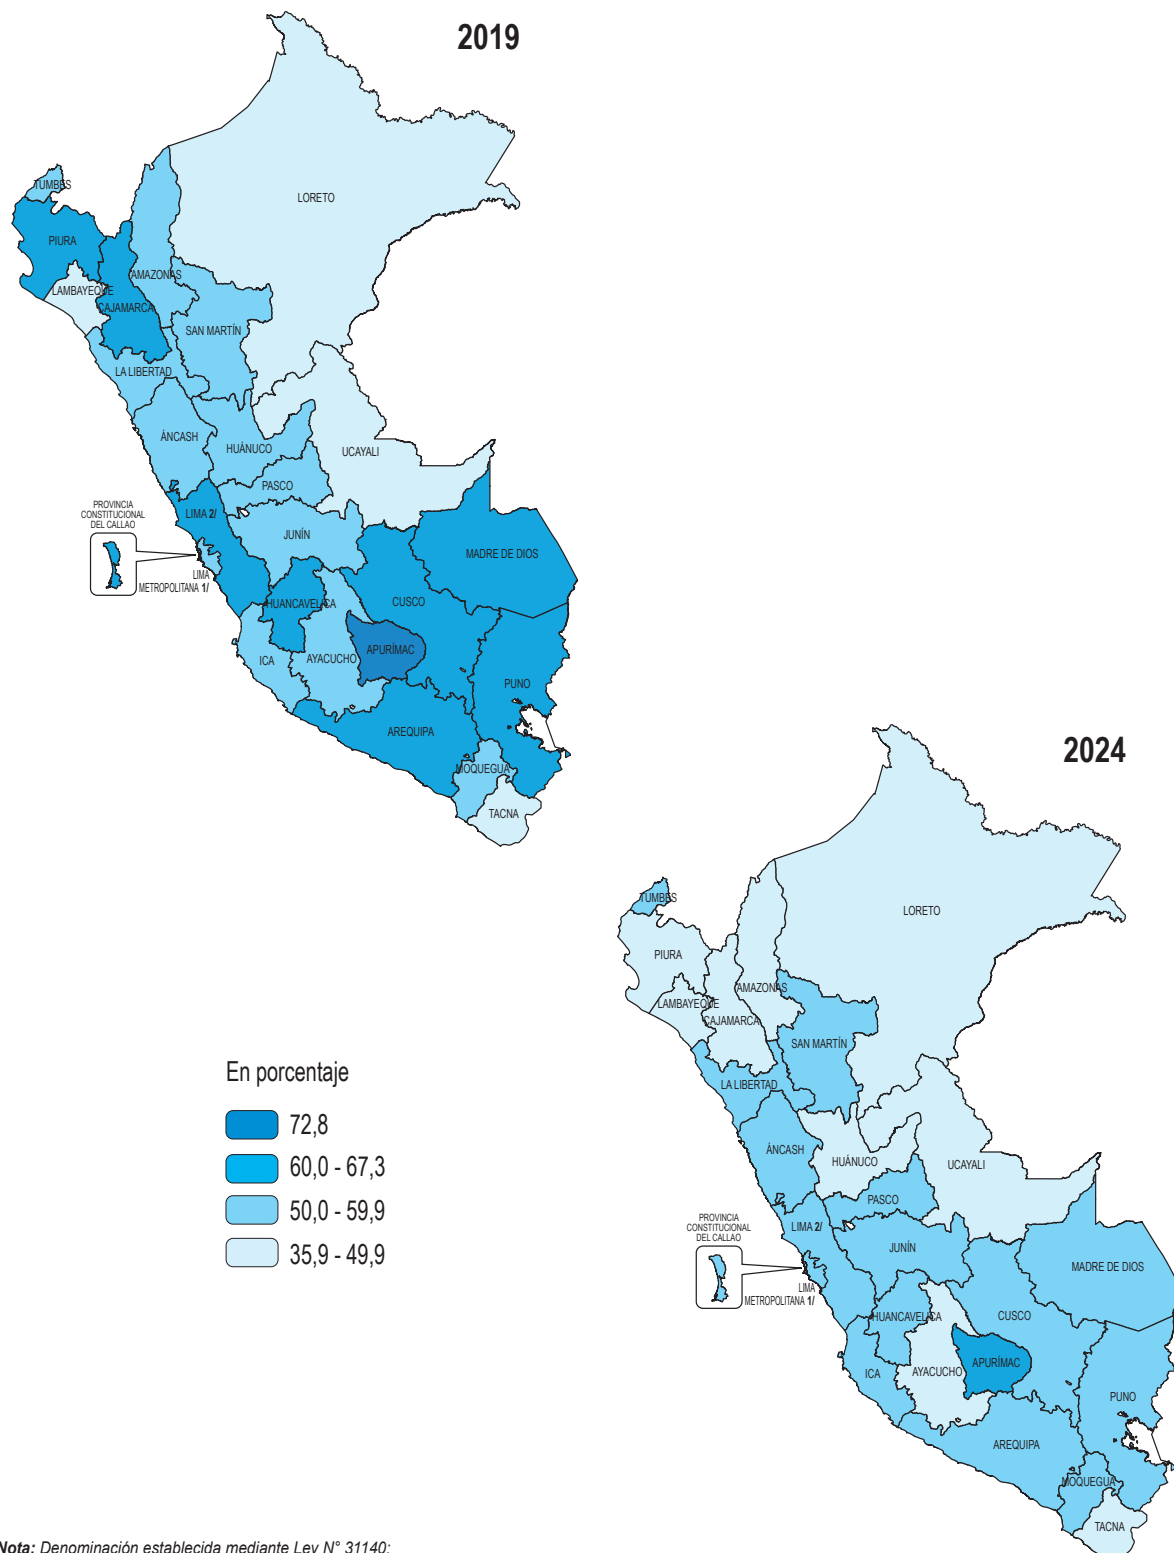 2019
LORETO
TUMBES
PIURA
AMAZONAS
LAMBAYEQUE
CAJAMARCA
SAN MARTÍN
LA LIBERTAD
ÁNCASH
HUÁNUCO
UCAYALI
PASCO
PROVINCIA
CONSTITUCIONAL
DEL CALLAO
LIMA 2/
JUNÍN
MADRE DE DIOS
LIMA
METROPOLITANA 1/
HUANCAVELICA
CUSCO
ICA
AYACUCHO
APURÍMAC
PUNO
AREQUIPA
MOQUEGUA
TACNA
2024
LORETO
TUMBES
PIURA
AMAZONAS
LAMBAYEQUE
CAJAMARCA
SAN MARTÍN
LA LIBERTAD
ÁNCASH
HUÁNUCO
UCAYALI
PASCO
PROVINCIA
CONSTITUCIONAL
DEL CALLAO
LIMA 2/
JUNÍN
MADRE DE DIOS
LIMA
METROPOLITANA 1/
HUANCAVELICA
CUSCO
ICA
AYACUCHO
APURÍMAC
PUNO
AREQUIPA
MOQUEGUA
TACNA
En porcentaje
72,8
60,0 - 67,3
50,0 - 59,9
35,9 - 49,9
Nota: Denominación establecida mediante Ley N° 31140: